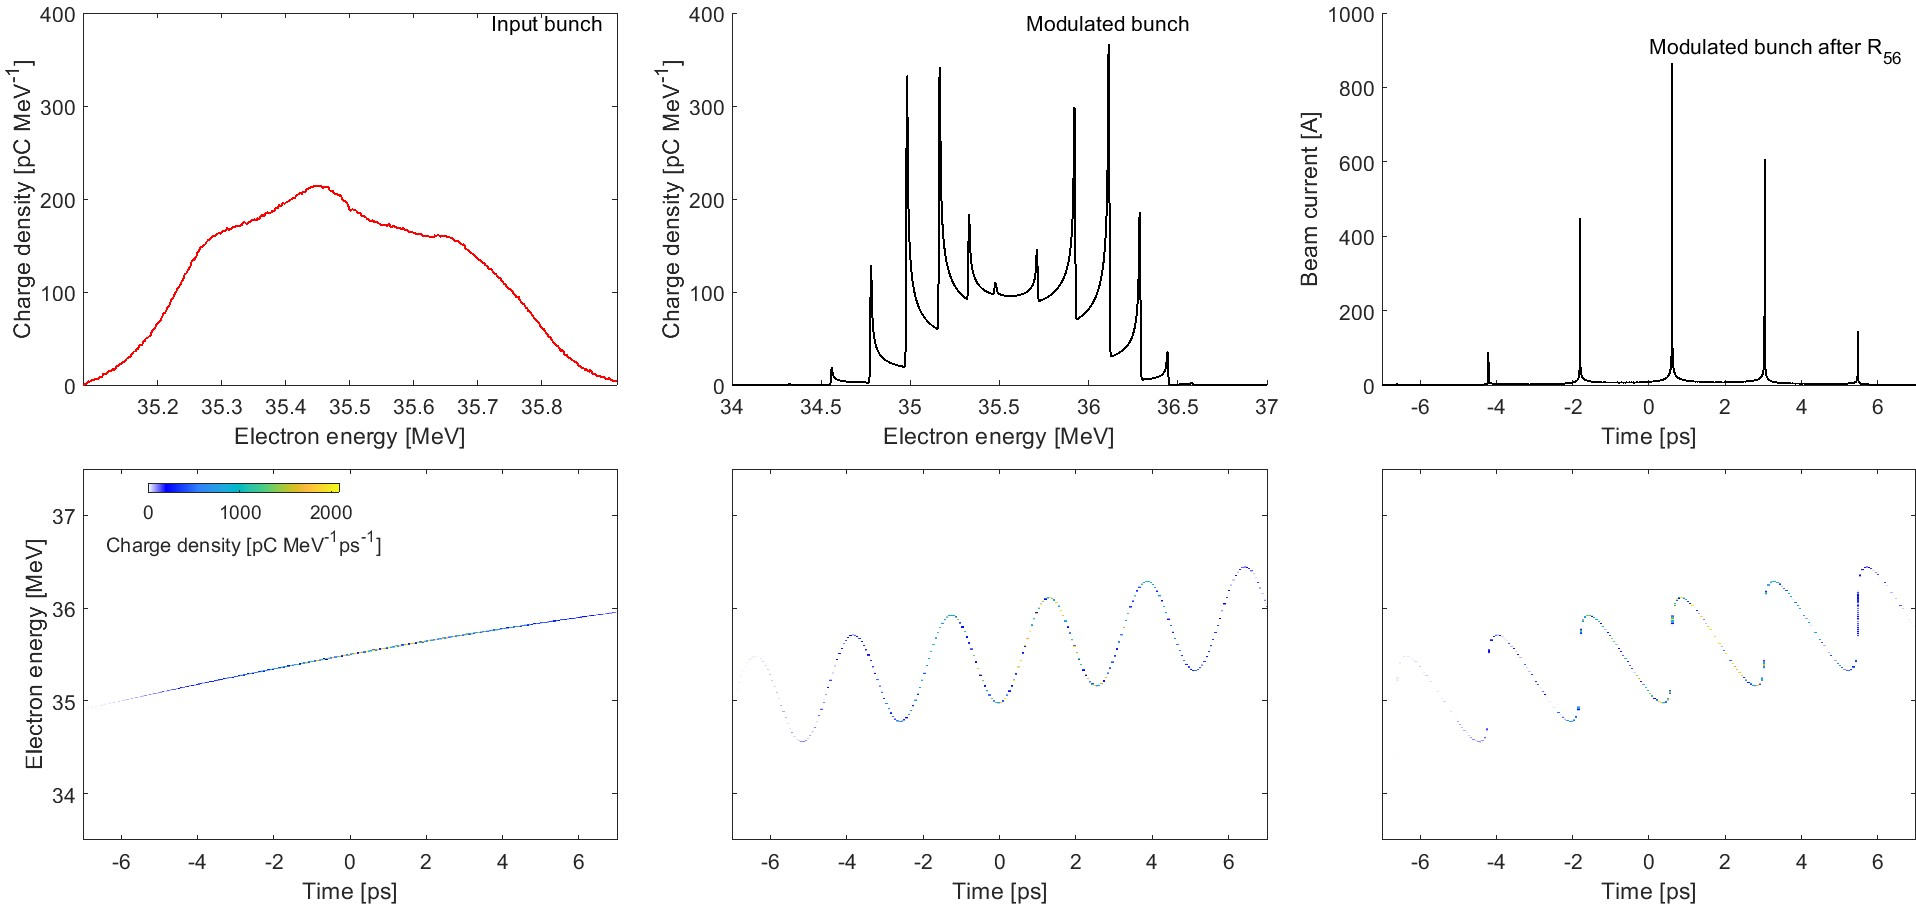 Input bunch
400
300
200
100
0
Charge density [pC MeV-1]
35.2 35.3 35.4 35.5 35.6 35.7 35.8
Electron energy [MeV]
Modulated bunch
400
300
200
100
0
Charge density [pC MeV-1]
34 34.5 35 35.5 36 36.5 37
Electron energy [MeV]
Modulated bunch after R56
1000
800
600
400
200
0
Beam current [A]
-6 -4 -2 0 2 4 6
Time [ps]
0 1000 2000
Charge density [pC MeV-1ps-1]
37
36
35
34
Electron energy [MeV]
-6 -4 -2 0 2 4 6
Time [ps]
-6 -4 -2 0 2 4 6
Time [ps]
-6 -4 -2 0 2 4 6
Time [ps]